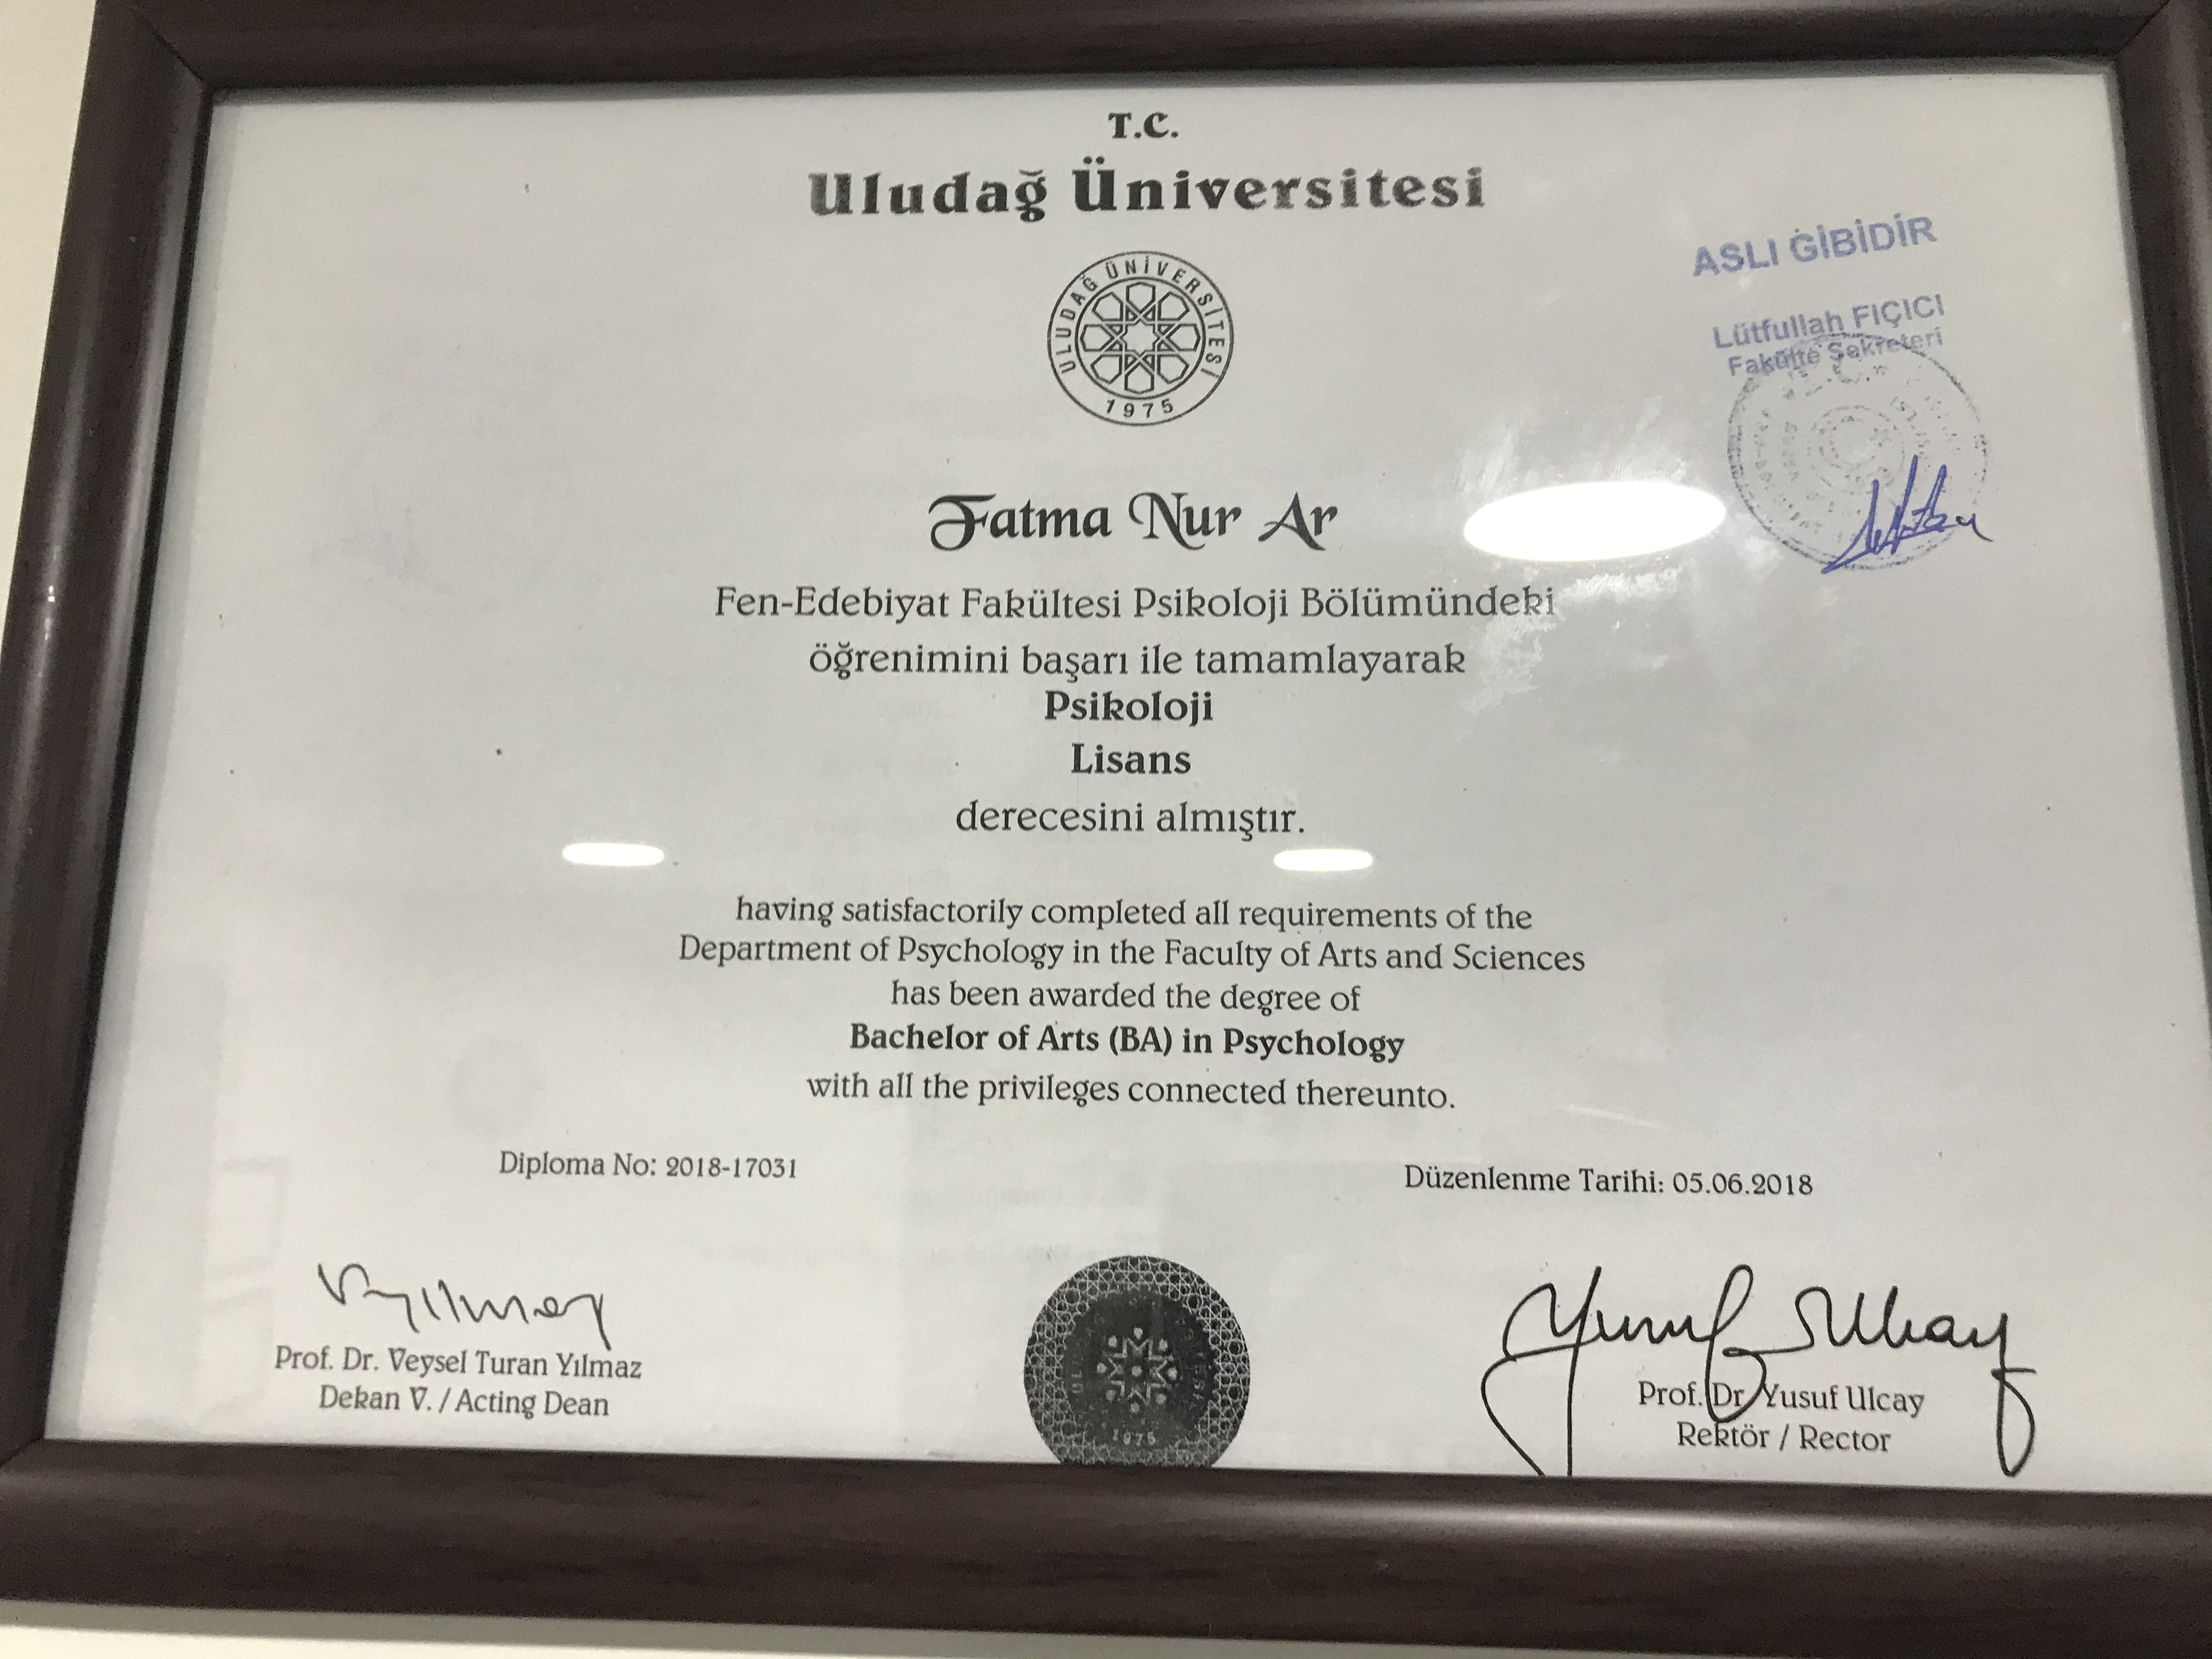 T.C.
Uludağ Üniversitesi
ULUDAĞ ÜNİVERSİTESİ
1975
ASLI GİBİDİR
Lütfullah FIÇICI
Fakülte Sekreteri
Fatma Nur Ar
Fen-Edebiyat Fakültesi Psikoloji Bölümündeki
öğrenimini başarı ile tamamlayarak
Psikoloji
Lisans
derecesini almıştır.
having satisfactorily completed all requirements of the
Department of Psychology in the Faculty of Arts and Sciences
has been awarded the degree of
Bachelor of Arts (BA) in Psychology
with all the privileges connected thereunto.
Diploma No: 2018-17031
Düzenlenme Tarihi: 05.06.2018
Prof. Dr. Veysel Turan Yılmaz
Dekan V. / Acting Dean
1975
Yusuf Ulcay
Prof. Dr. Yusuf Ulcay
Rektör / Rector